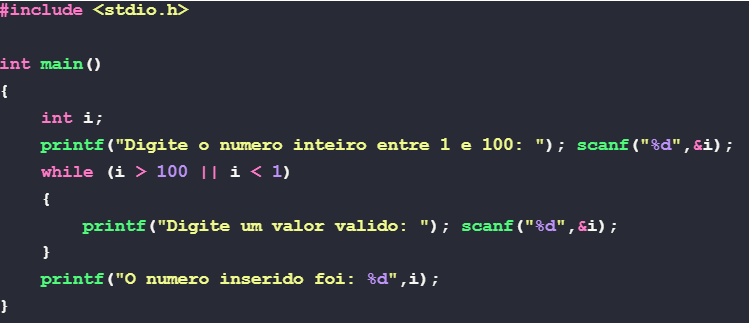 #include <stdio.h>
int main()
{
int i;
printf("Digite o numero inteiro entre 1 e 100: "); scanf("%d",&i);
while (i > 100 || i < 1)
{
printf("Digite um valor valido: "); scanf("%d",&i);
}
printf("O numero inserido foi: %d",i);
}